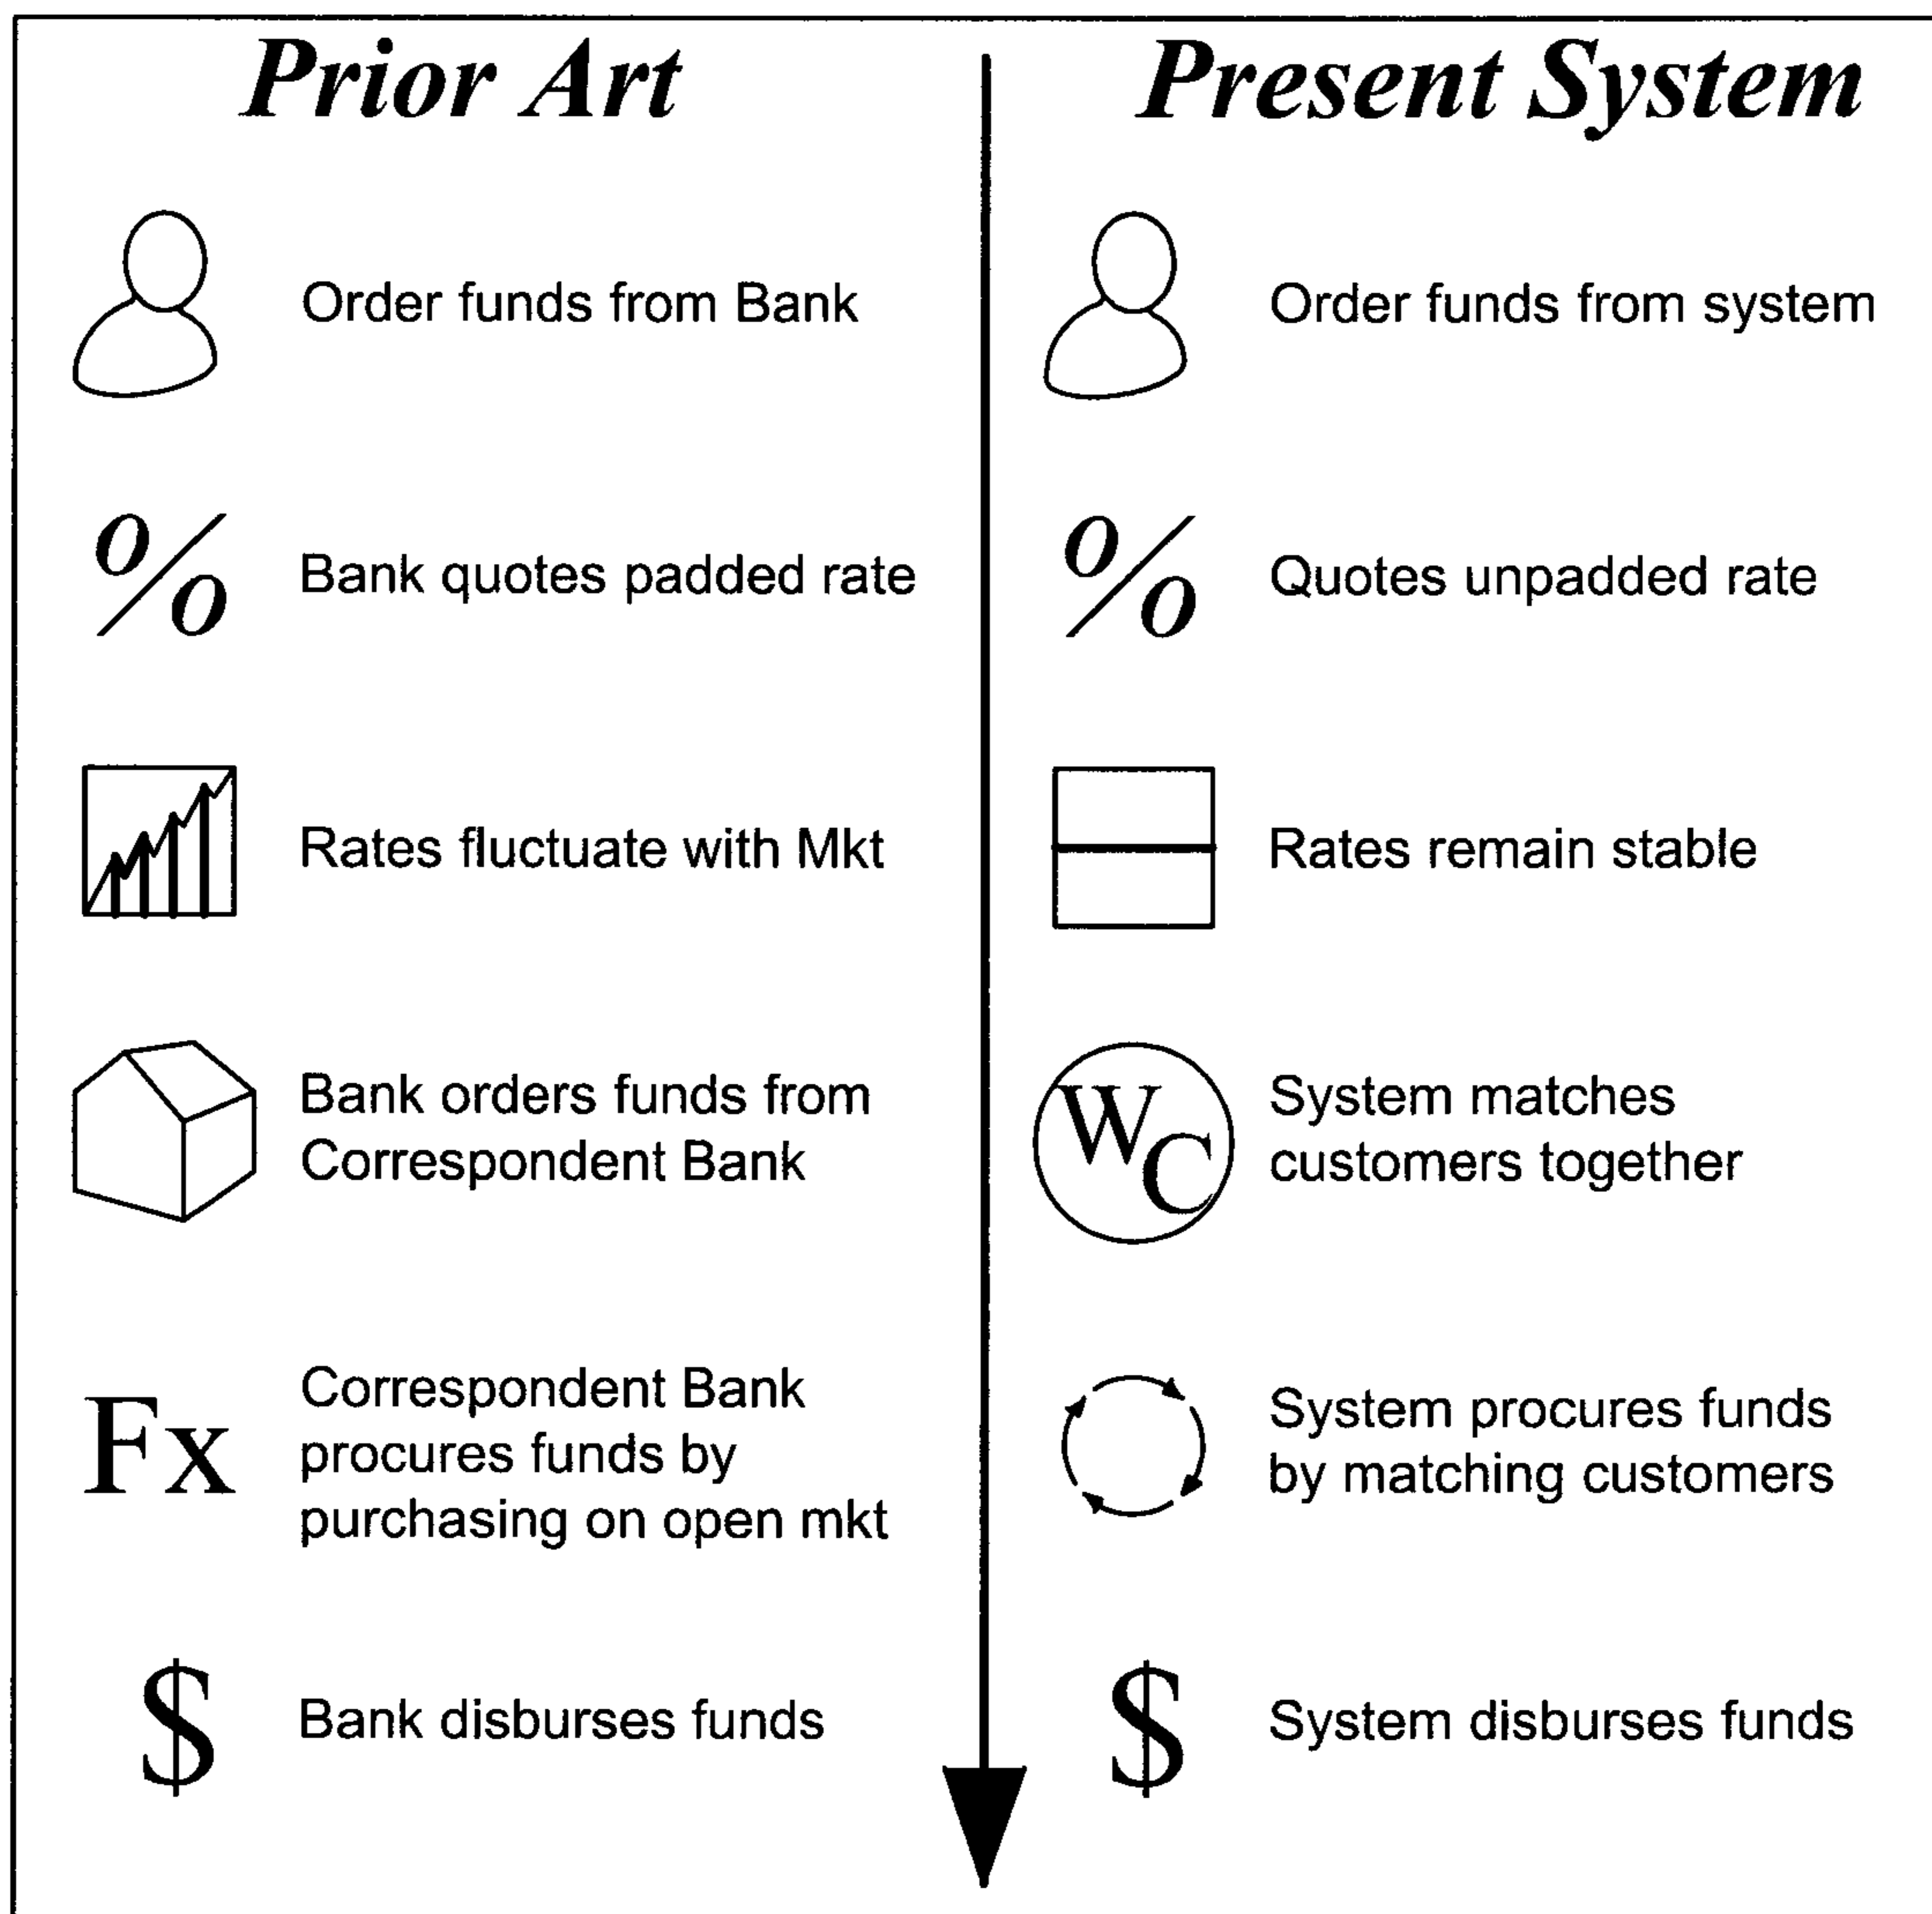 Prior Art
Present System
Order funds from Bank
Order funds from system
%
Bank quotes padded rate
%
Quotes unpadded rate
Rates fluctuate with Mkt
Rates remain stable
Bank orders funds from
Correspondent Bank
WC
System matches
customers together
Fx
Correspondent Bank
procures funds by
purchasing on open mkt
System procures funds
by matching customers
$
Bank disburses funds
$
System disburses funds